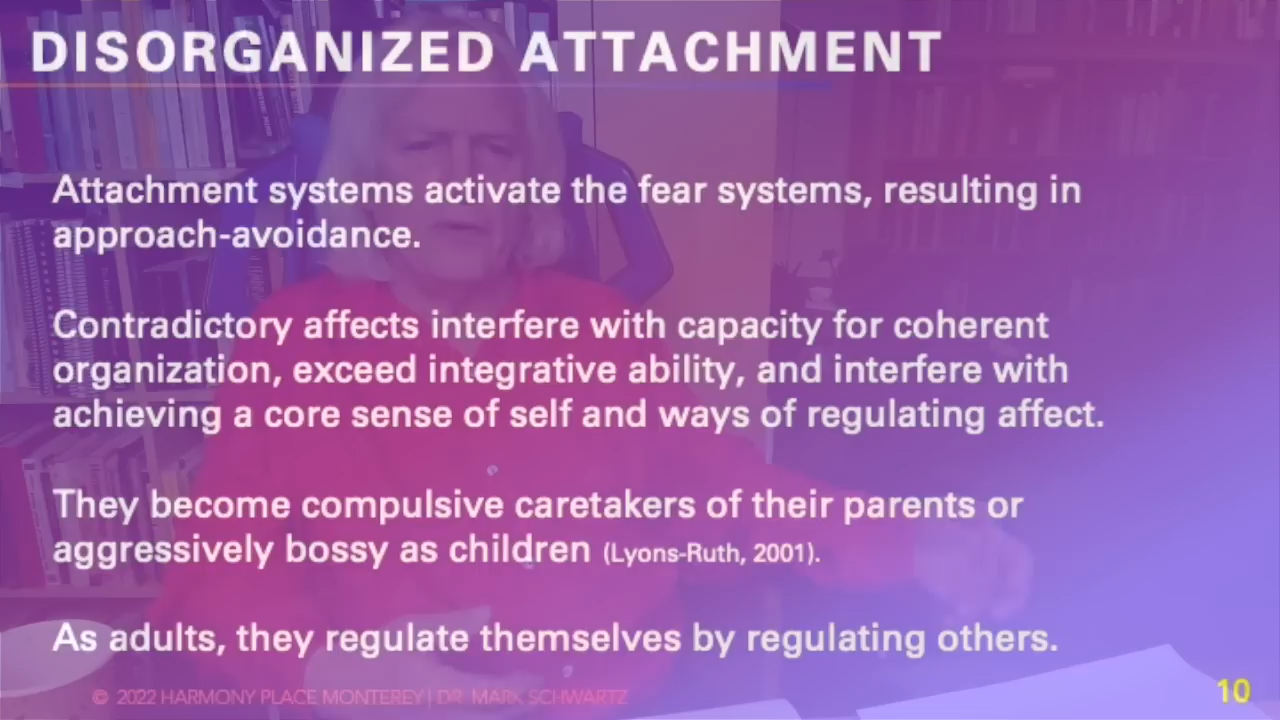 DISORGANIZED ATTACHMENT
Attachment systems activate the fear systems, resulting in
approach-avoidance.
Contradictory affects interfere with capacity for coherent
organization, exceed integrative ability, and interfere with
achieving a core sense of self and ways of regulating affect.
They become compulsive caretakers of their parents or
aggressively bossy as children (Lyons-Ruth, 2001).
As adults, they regulate themselves by regulating others.
© 2022 HARMONY PLACE MONTEREY | DR. MARK SCHWARTZ
10